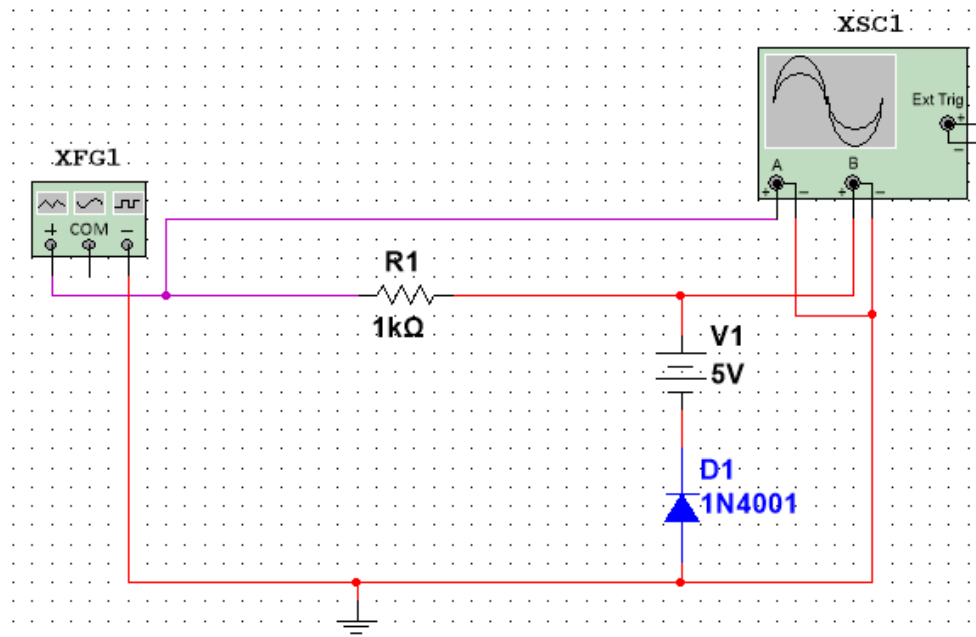 XSC1
Ext Trig
+
−
A
B
+ − + −
XFG1
+ COM −
R1
1kΩ
V1
5V
D1
1N4001